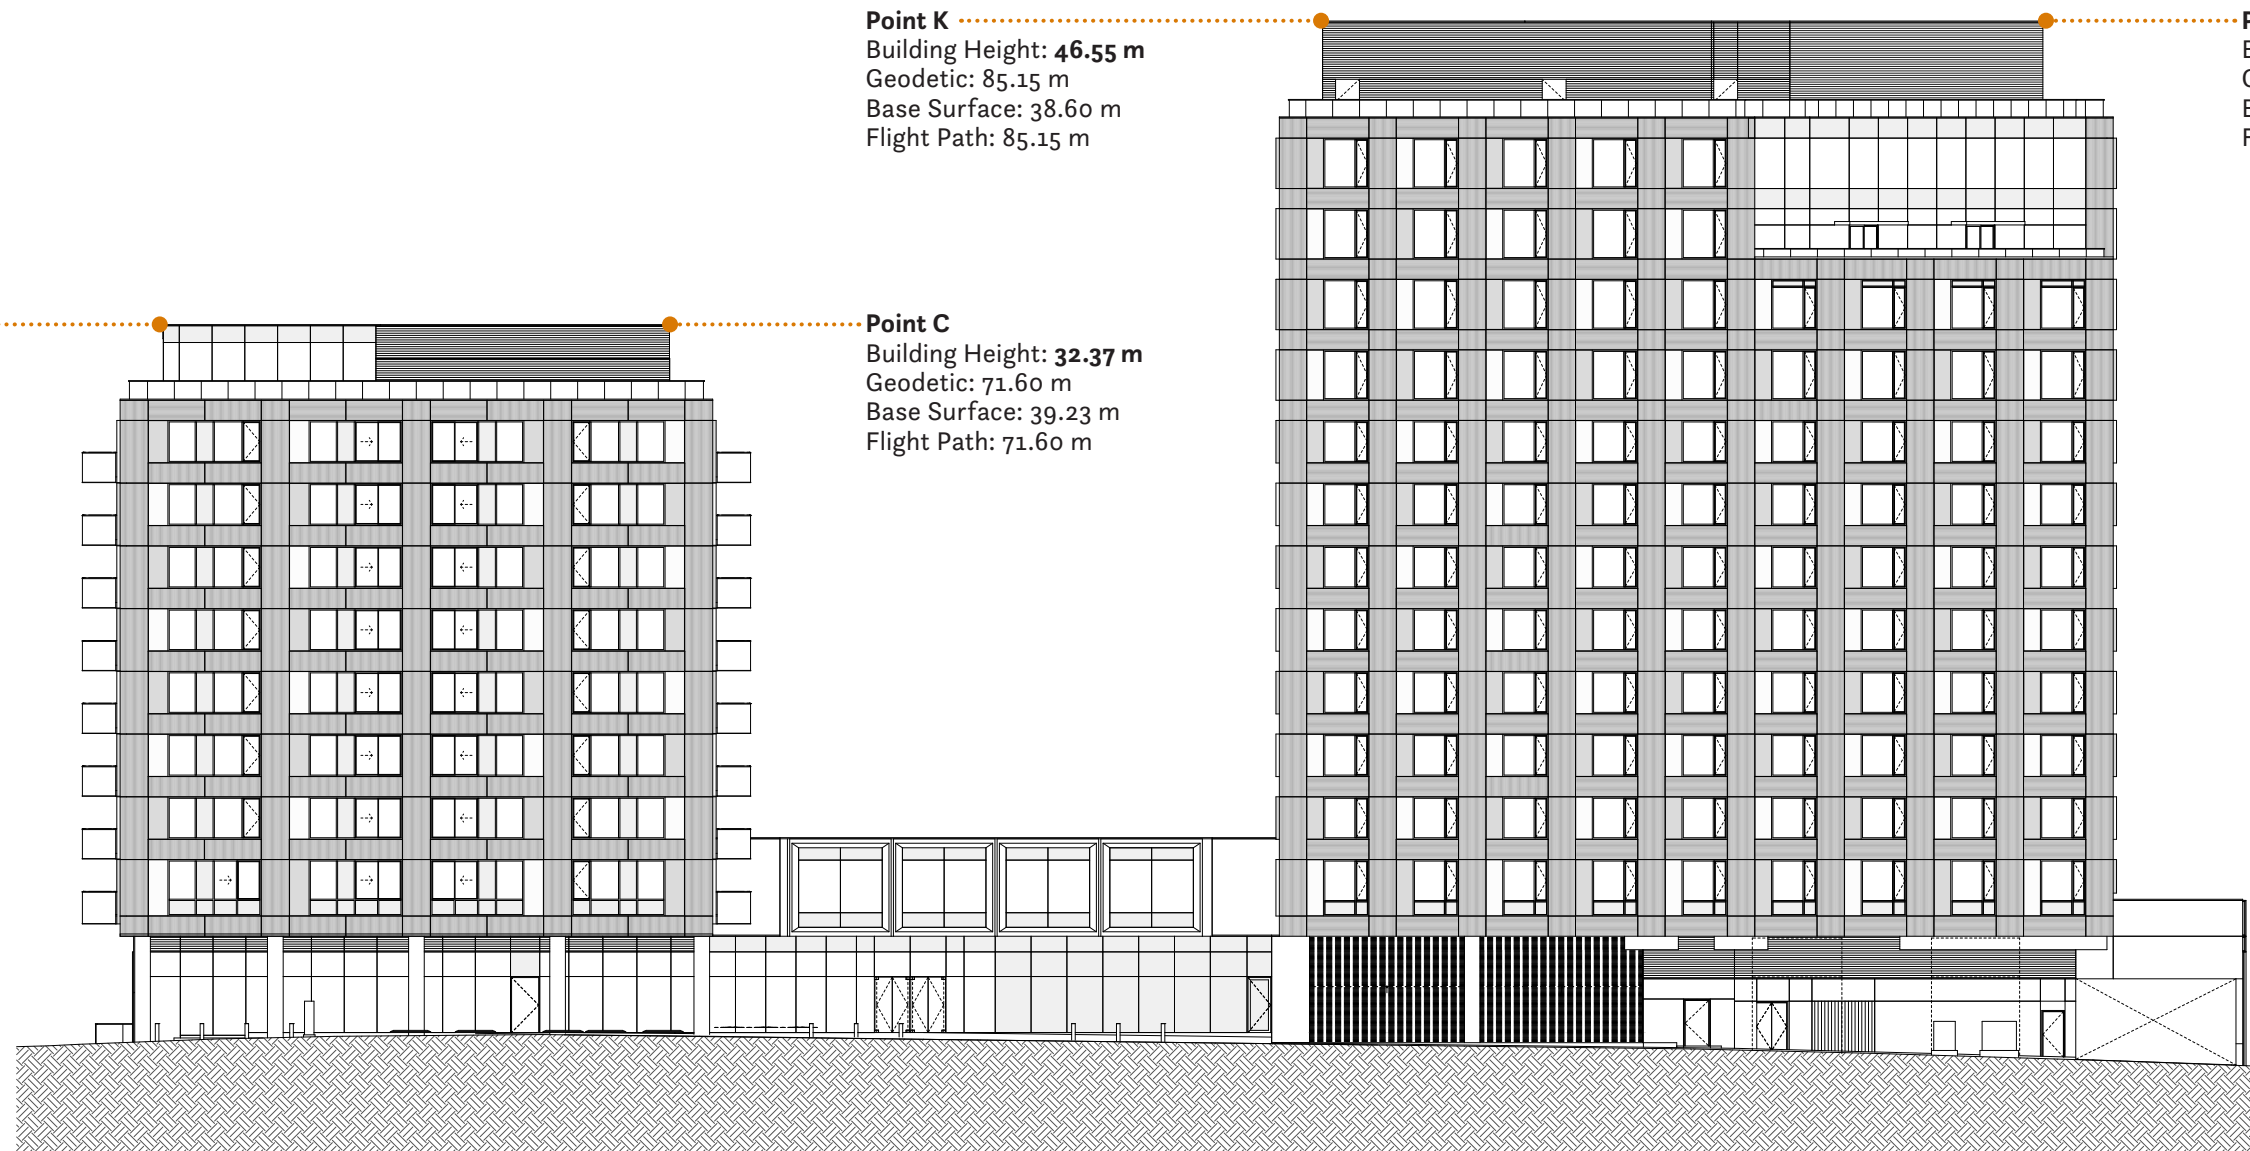 Point K
Building Height: 46.55 m
Geodetic: 85.15 m
Base Surface: 38.60 m
Flight Path: 85.15 m
Point C
Building Height: 32.37 m
Geodetic: 71.60 m
Base Surface: 39.23 m
Flight Path: 71.60 m